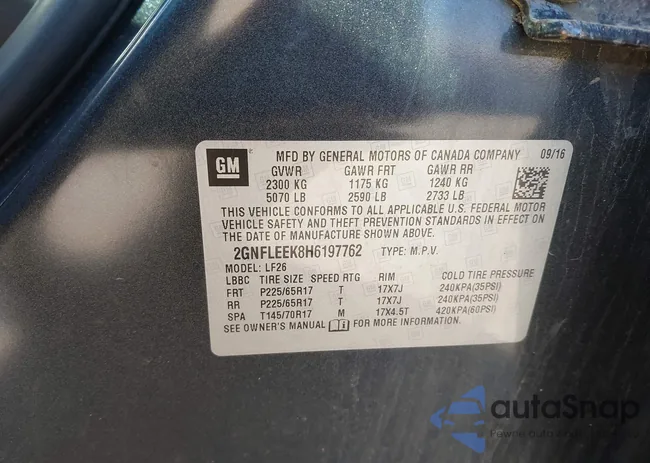 GM
MFD BY GENERAL MOTORS OF CANADA COMPANY 09/16
GVWR GAWR FRT GAWR RR
2300 KG 1175 KG 1240 KG
5070 LB 2590 LB 2733 LB
THIS VEHICLE CONFORMS TO ALL APPLICABLE U.S. FEDERAL MOTOR
VEHICLE SAFETY AND THEFT PREVENTION STANDARDS IN EFFECT ON
THE DATE OF MANUFACTURE SHOWN ABOVE.
2GNFLEEK8H6197762 TYPE: M.P.V.
MODEL: LF26
LBBC TIRE SIZE SPEED RTG RIM COLD TIRE PRESSURE
FRT P225/65R17 T 17X7J 240KPA(35PSI)
RR P225/65R17 T 17X7J 240KPA(35PSI)
SPA T145/70R17 M 17X4.5T 420KPA(60PSI)
SEE OWNER'S MANUAL FOR MORE INFORMATION.
autoSnap